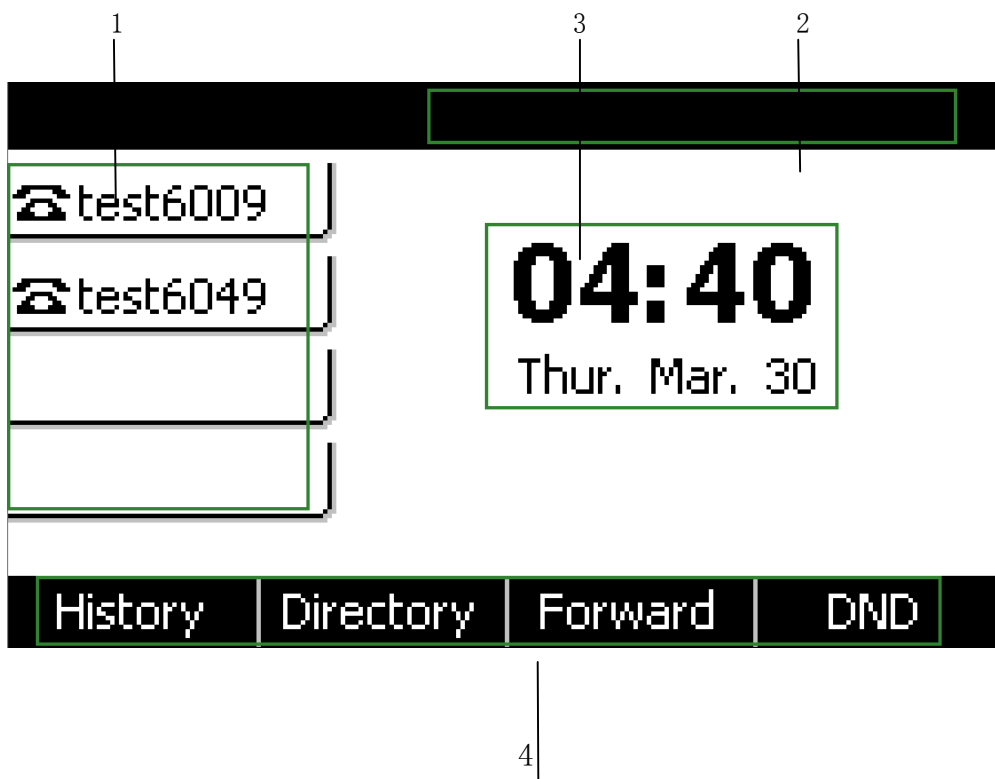 1 3 2
test6009
test6049
04:40
Thur. Mar. 30
History Directory Forward DND
4